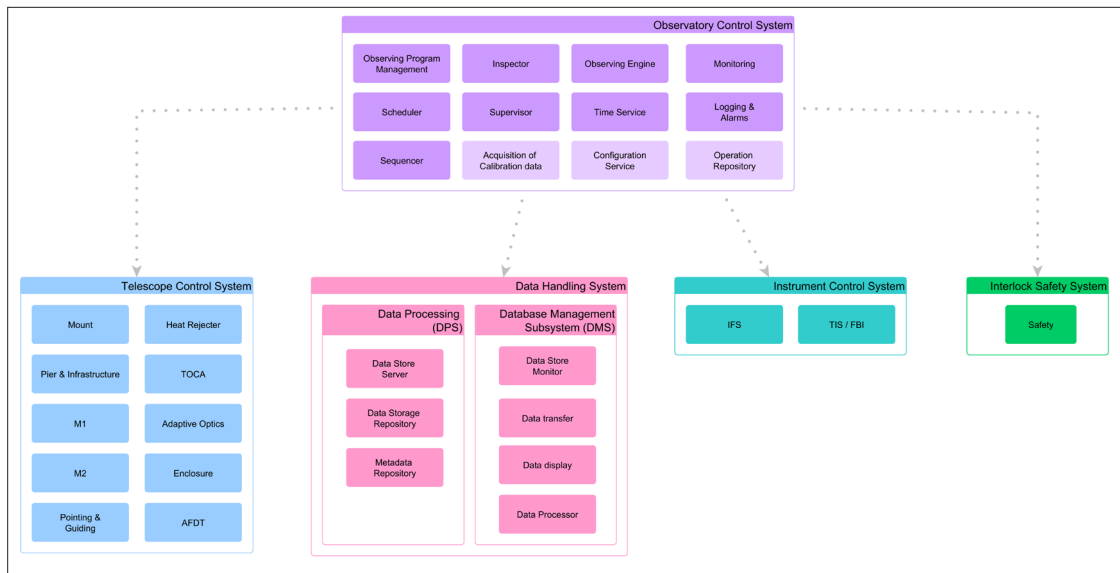 Observatory Control System
Observing Program
Management
Inspector
Observing Engine
Monitoring
Scheduler
Supervisor
Time Service
Logging &
Alarms
Sequencer
Acquisition of
Calibration data
Configuration
Service
Operation
Repository
Telescope Control System
Mount
Heat Rejecter
Pier & Infrastructure
TOCA
M1
Adaptive Optics
M2
Enclosure
Pointing &
Guiding
AFDT
Data Handling System
Data Processing
(DPS)
Data Store
Server
Data Storage
Repository
Metadata
Repository
Database Management
Subsystem (DMS)
Data Store
Monitor
Data transfer
Data display
Data Processor
Instrument Control System
IFS
TIS / FBI
Interlock Safety System
Safety